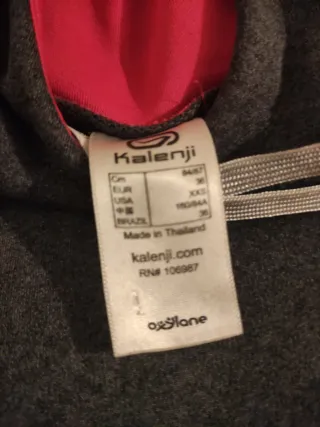 Kalenji
Cm 84/87
EUR 36
USA XXS
中國 160/84A
BRAZIL 36
Made in Thailand
kalenji.com
RN# 106987
oxylane